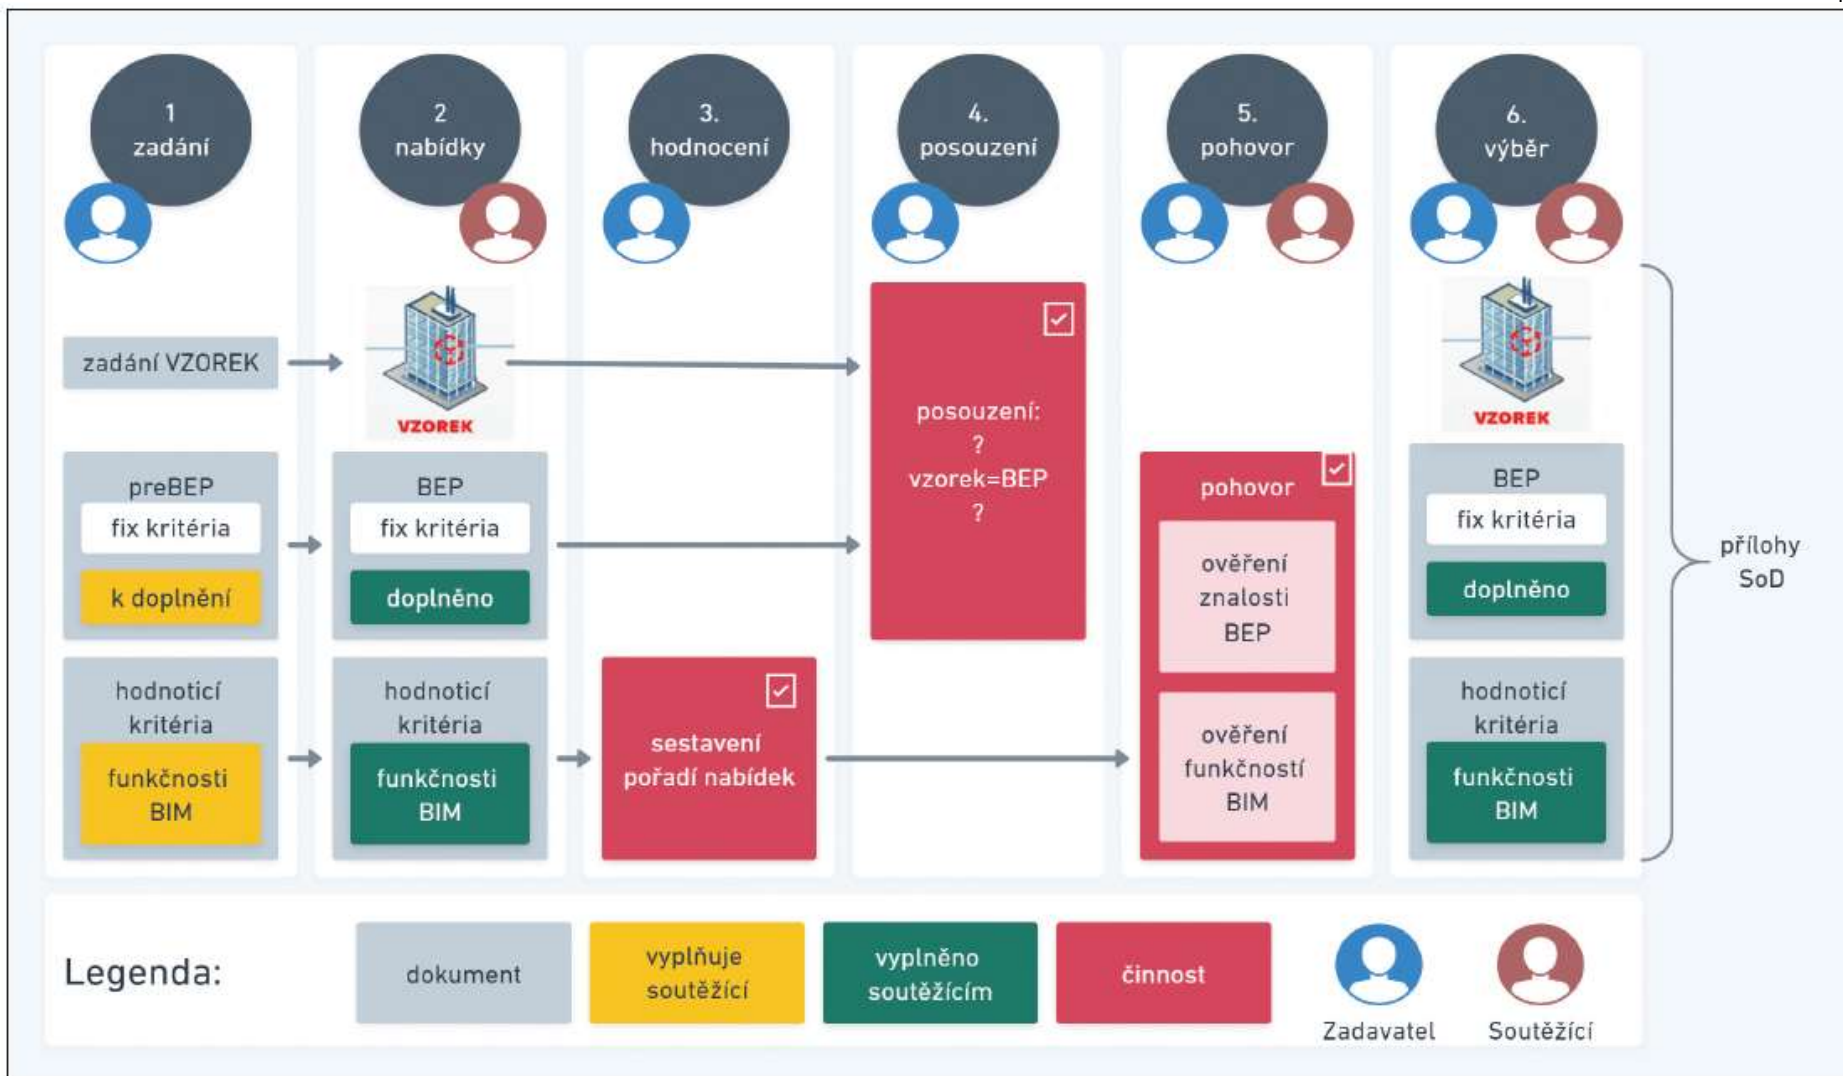 1
zadání
2
nabídky
3.
hodnocení
4.
posouzení
5.
pohovor
6.
výběr
zadání VZOREK
VZOREK
preBEP
fix kritéria
k doplnění
BEP
fix kritéria
doplněno
hodnoticí
kritéria
funkčnosti
BIM
hodnoticí
kritéria
funkčnosti
BIM
sestavení
pořadí nabídek
posouzení:
?
vzorek=BEP
?
pohovor
ověření
znalosti
BEP
ověření
funkčností
BIM
VZOREK
BEP
fix kritéria
doplněno
hodnoticí
kritéria
funkčnosti
BIM
přílohy
SoD
Legenda:
dokument
vyplňuje
soutěžící
vyplněno
soutěžícím
činnost
Zadavatel
Soutěžící